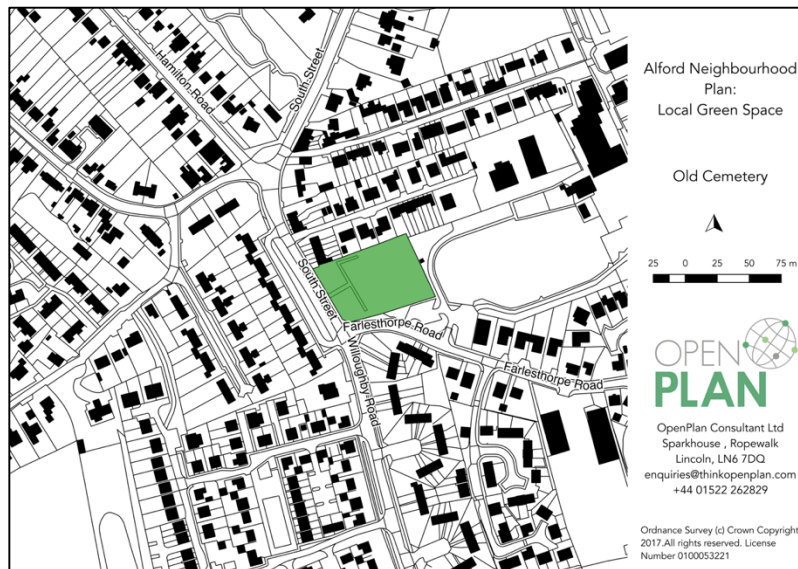 Hamilton Road
South Street
South Street
Farlesthorpe Road
Willoughby Road
Farlesthorpe Road
Alford Neighbourhood
Plan:
Local Green Space
Old Cemetery
25 0 25 50 75 m
OPEN
PLAN
OpenPlan Consultant Ltd
Sparkhouse , Ropewalk
Lincoln, LN6 7DQ
enquiries@thinkopenplan.com
+44 01522 262829
Ordnance Survey (c) Crown Copyright
2017.All rights reserved. License
Number 0100053221